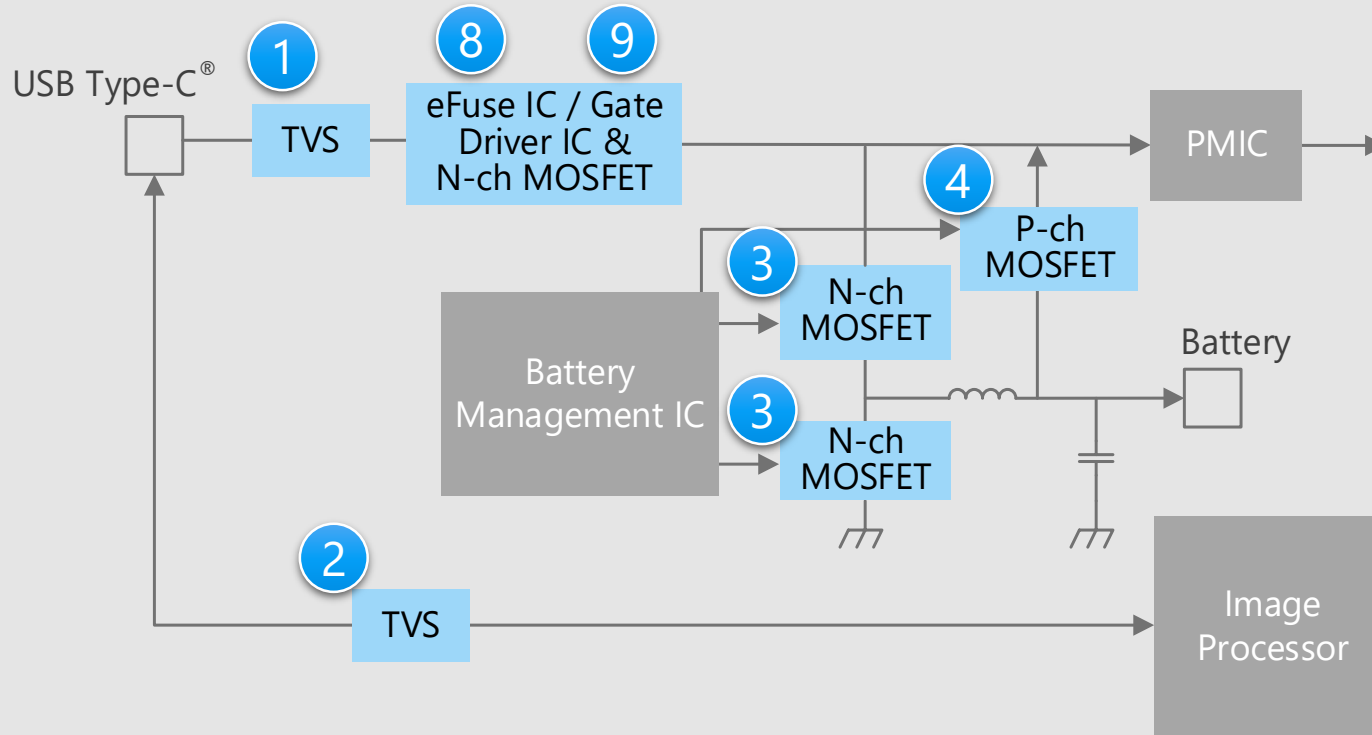 1
8
9
USB Type-C®
TVS
eFuse IC / Gate
Driver IC &
N-ch MOSFET
PMIC
4
P-ch
MOSFET
3
N-ch
MOSFET
Battery
Battery
Management IC
3
N-ch
MOSFET
2
TVS
Image
Processor